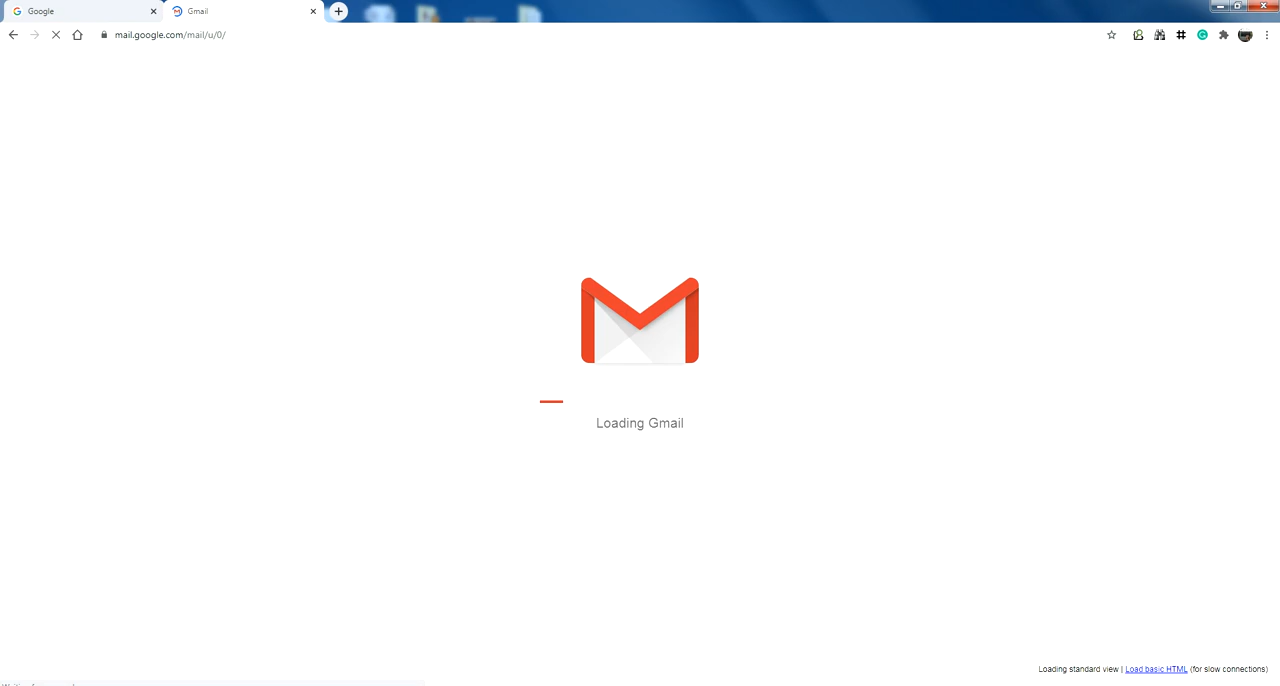 Google
Gmail
mail.google.com/mail/u/0/
Loading Gmail
Loading standard view | Load basic HTML (for slow connections)